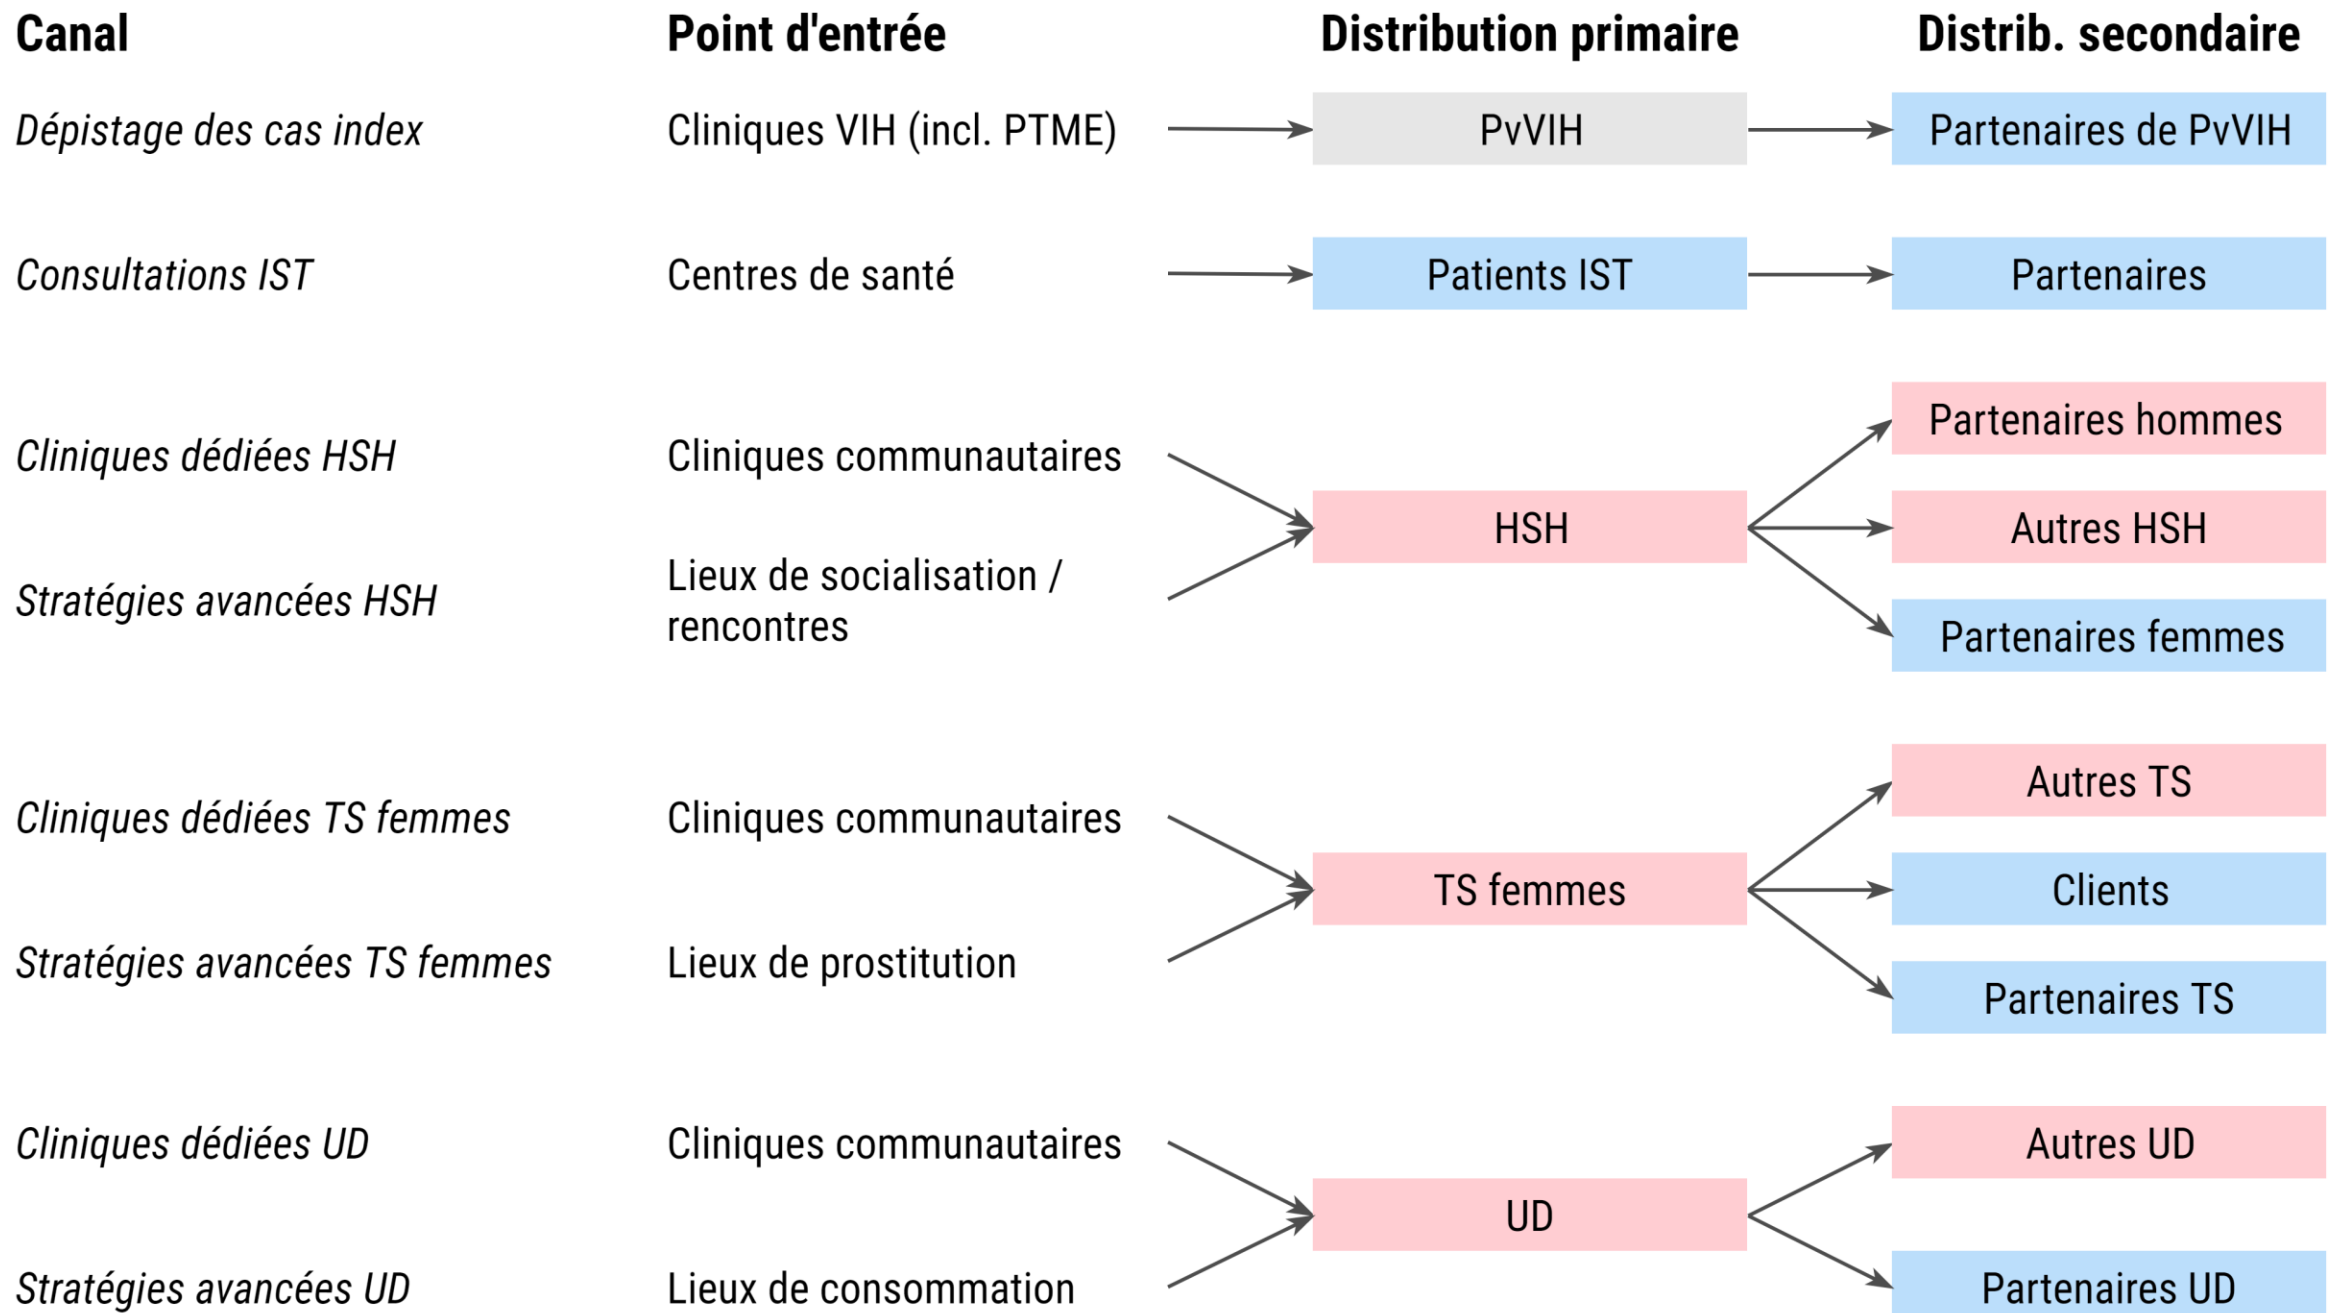 Canal
Point d'entrée
Distribution primaire
Distrib. secondaire
Dépistage des cas index
Cliniques VIH (incl. PTME)
PvVIH
Partenaires de PvVIH
Consultations IST
Centres de santé
Patients IST
Partenaires
Cliniques dédiées HSH
Cliniques communautaires
Stratégies avancées HSH
Lieux de socialisation /
rencontres
HSH
Partenaires hommes
Autres HSH
Partenaires femmes
Cliniques dédiées TS femmes
Cliniques communautaires
Stratégies avancées TS femmes
Lieux de prostitution
TS femmes
Autres TS
Clients
Partenaires TS
Cliniques dédiées UD
Cliniques communautaires
Stratégies avancées UD
Lieux de consommation
UD
Autres UD
Partenaires UD